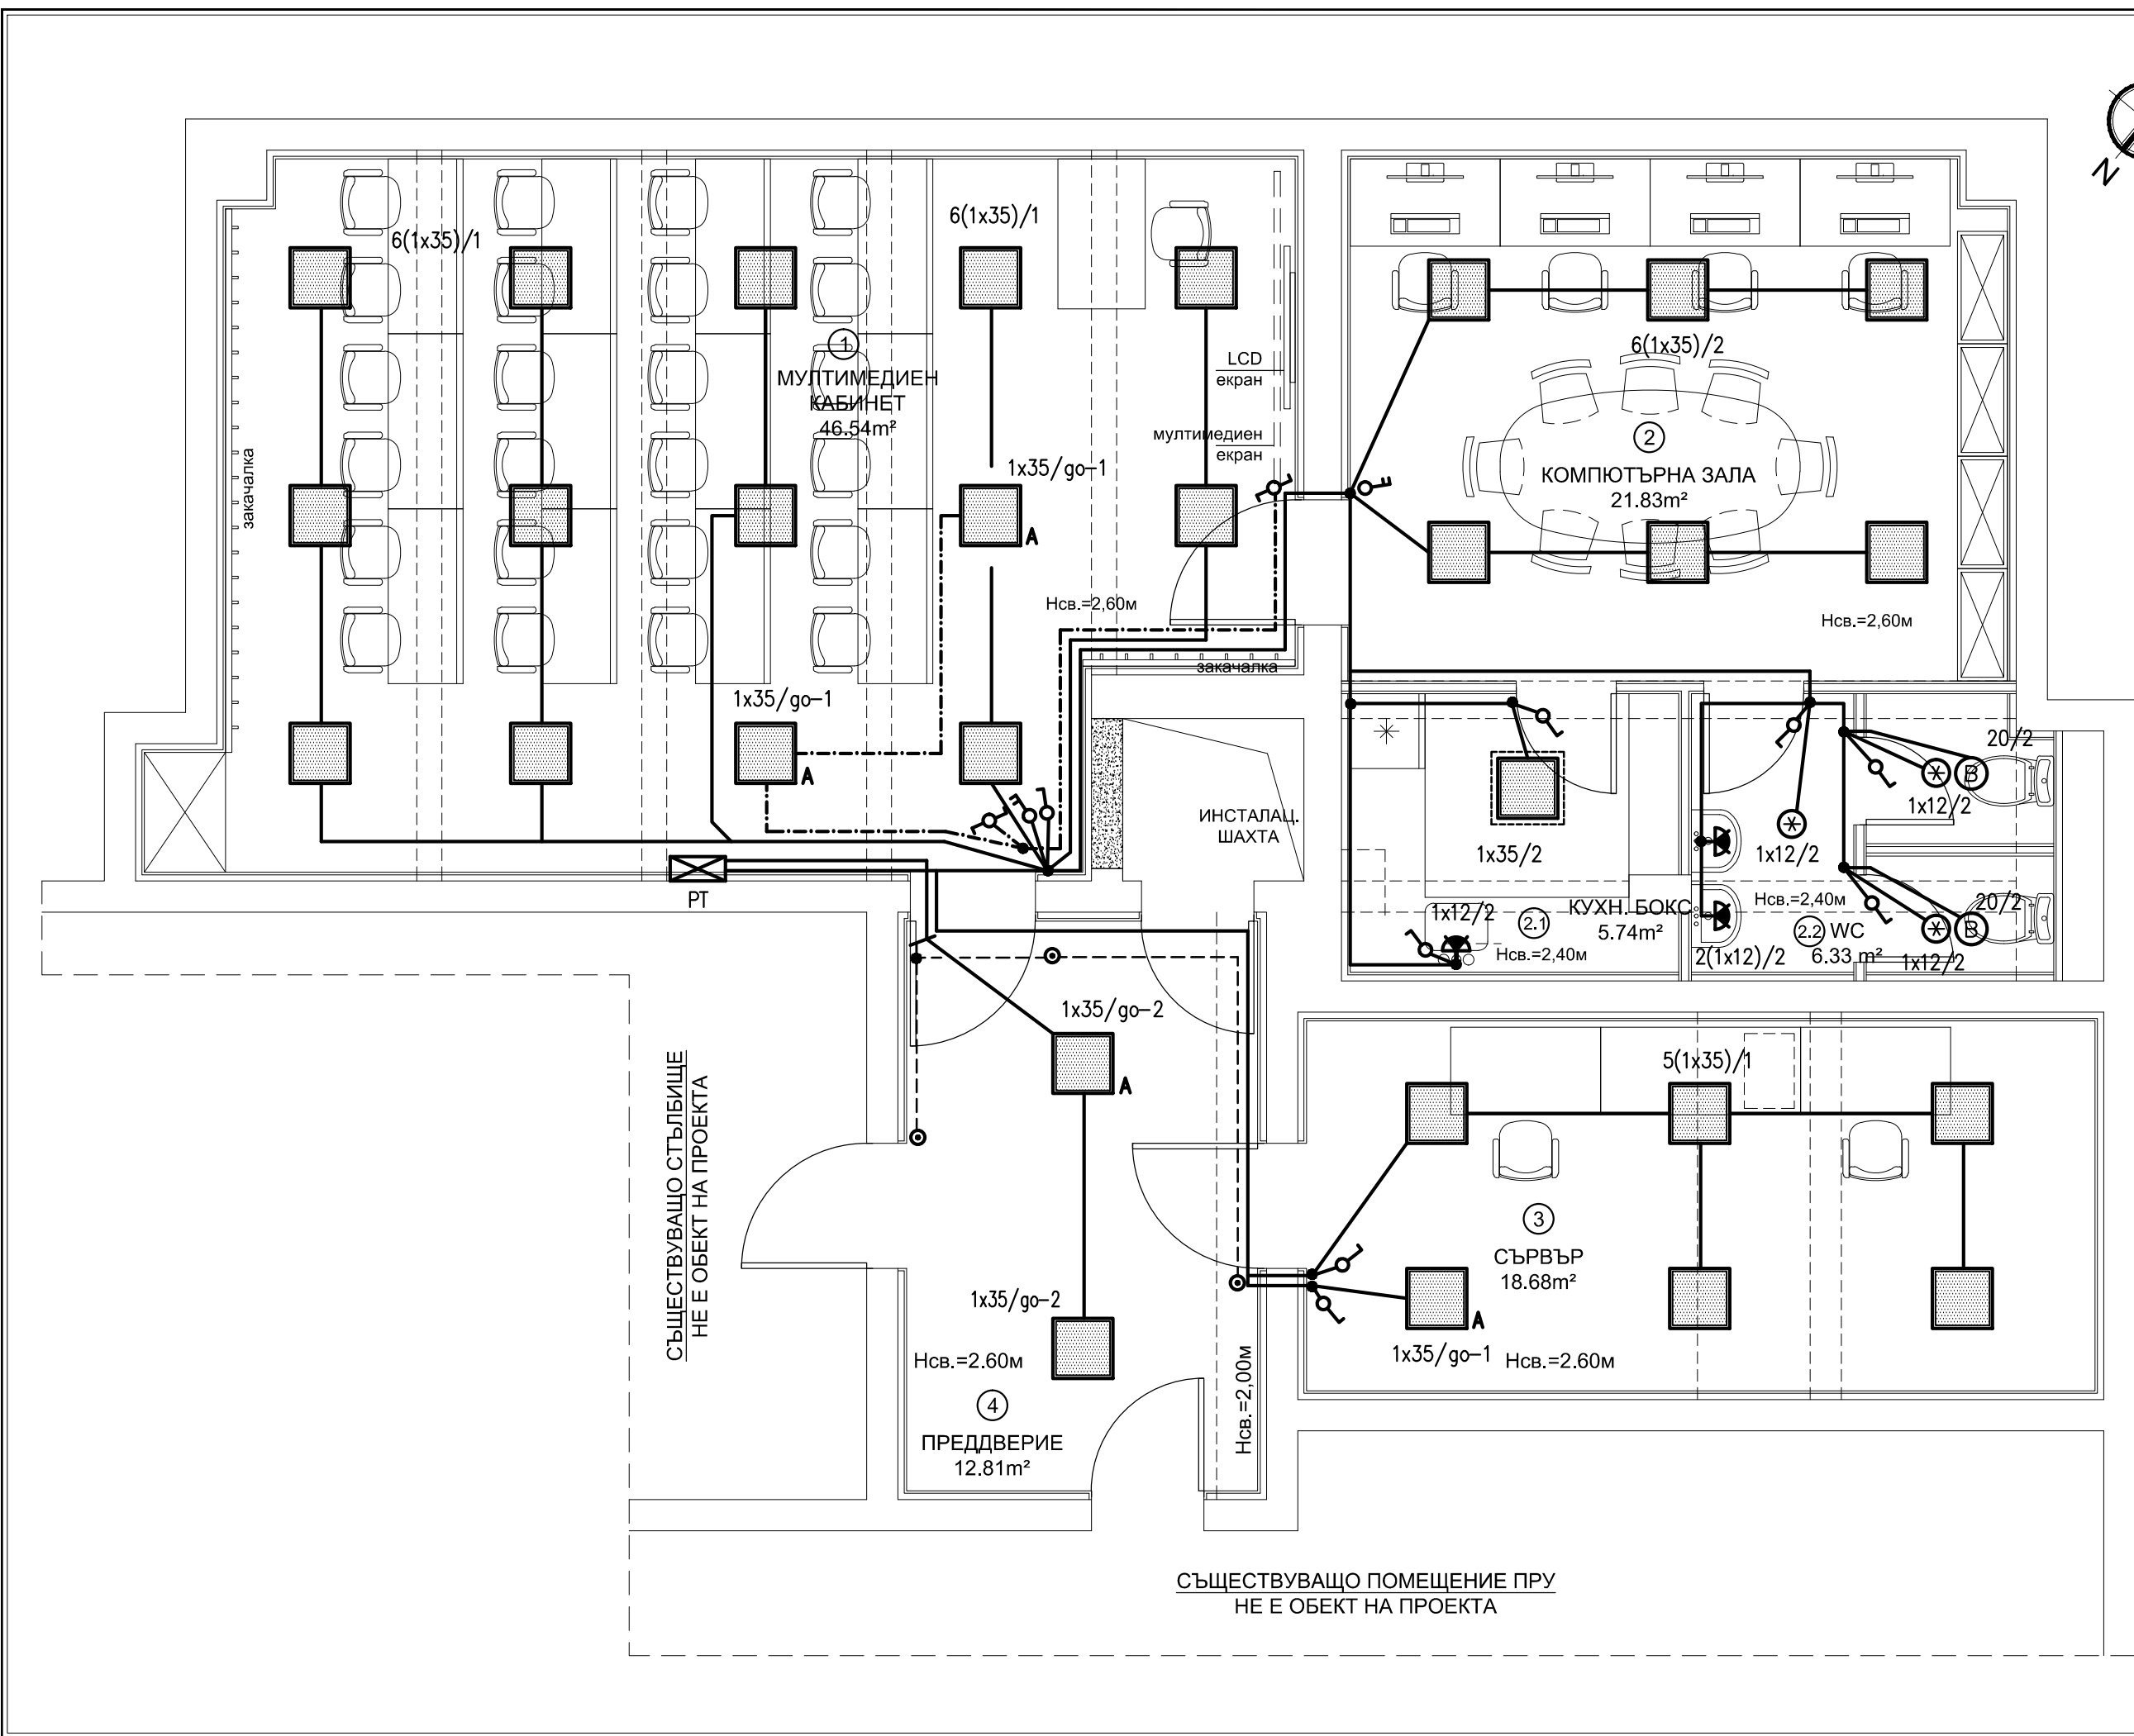 N
6(1x35)/1
6(1x35)/1
1
МУЛТИМЕДИЕН
КАБИНЕТ
46.54m²
LCD
екран
мултимедиен
екран
закачалка
1x35/go-1
A
Нсв.=2,60м
закачалка
1x35/go-1
A
6(1x35)/2
2
КОМПЮТЪРНА ЗАЛА
21.83m²
Нсв.=2,60м
ИНСТАЛАЦ.
ШАХТА
РТ
1x35/2
1x12/2
2.1
КУХН. БОКС
5.74m²
Нсв.=2,40м
20/2
B
1x12/2
1x12/2
Нсв.=2,40м
20/2
B
2.2 WC
6.33 m²
2(1x12)/2
1x12/2
1x35/go-2
A
5(1x35)/1
3
СЪРВЪР
18.68m²
A
1x35/go-1
Нсв.=2.60м
1x35/go-2
Нсв.=2.60м
4
ПРЕДДВЕРИЕ
12.81m²
Нсв.=2,00м
СЪЩЕСТВУВАЩО СТЪЛБИЩЕ
НЕ Е ОБЕКТ НА ПРОЕКТА
СЪЩЕСТВУВАЩО ПОМЕЩЕНИЕ ПРУ
НЕ Е ОБЕКТ НА ПРОЕКТА